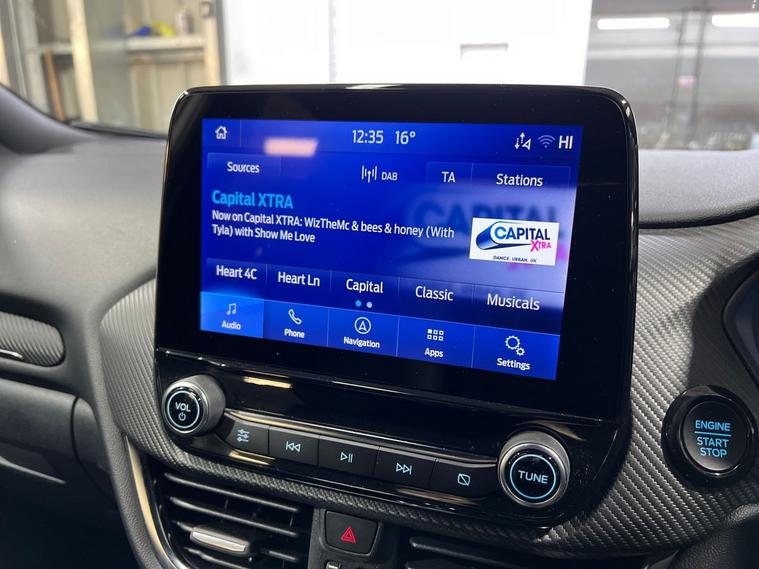 12:35 16°
HI
Sources
DAB
TA
Stations
Capital XTRA
Now on Capital XTRA: WizTheMc & bees & honey (With
Tyla) with Show Me Love
CAPITAL
CAPITAL
XTRA
DANCE. URBAN. UK
Heart 4C
Heart Ln
Capital
Classic
Musicals
Audio
Phone
Navigation
Apps
Settings
VOL
TUNE
ENGINE
START
STOP